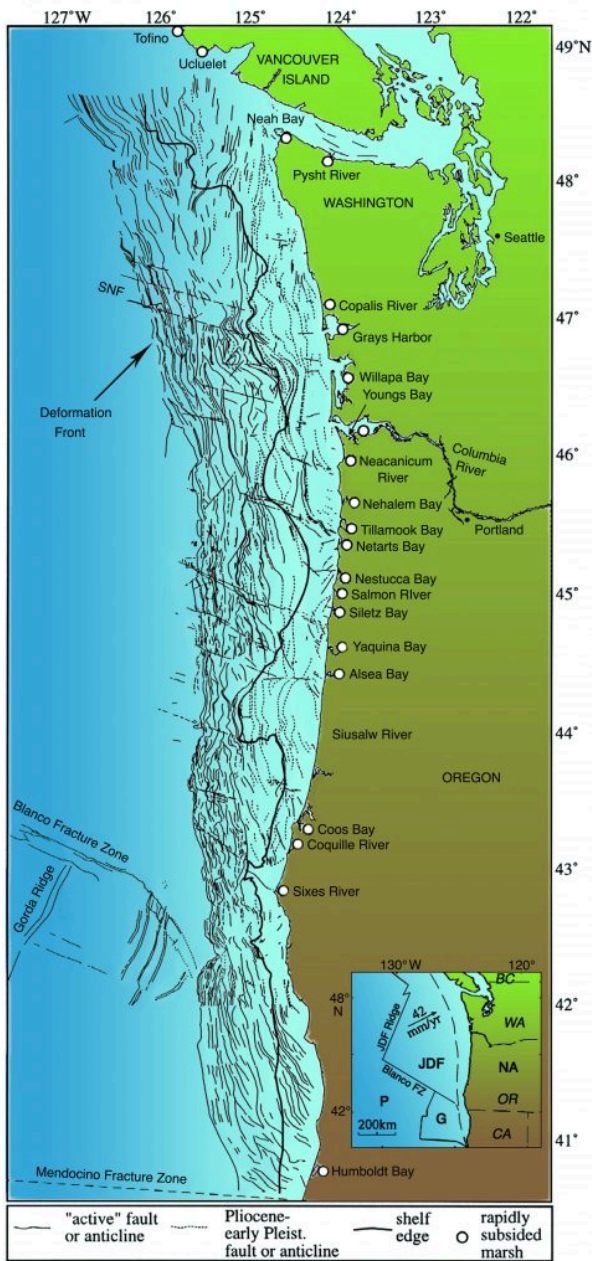 127°W 126° 125° 124° 123° 122°
Tofino
49°N
Ucluelet
VANCOUVER
ISLAND
Neah Bay
Pysht River
48°
WASHINGTON
Seattle
SNF
Copalis River
47°
Grays Harbor
Willapa Bay
Youngs Bay
Deformation
Front
46°
Columbia
River
Neacanicum
River
Nehalem Bay
Portland
Tillamook Bay
Netarts Bay
Nestucca Bay
45°
Salmon RIver
Siletz Bay
Yaquina Bay
Alsea Bay
44°
Siusalw River
OREGON
Blanco Fracture Zone
Coos Bay
Coquille River
43°
Gorda Ridge
Sixes River
130° W 120°
BC
48°
N
42
mm/yr
JDF Ridge
WA
JDF
NA
Blanco FZ
P
OR
42°
G
200km
CA
42°
41°
Humboldt Bay
Mendocino Fracture Zone
"active" fault
or anticline
Pliocene-
early Pleist.
fault or anticline
shelf
edge
rapidly
subsided
marsh